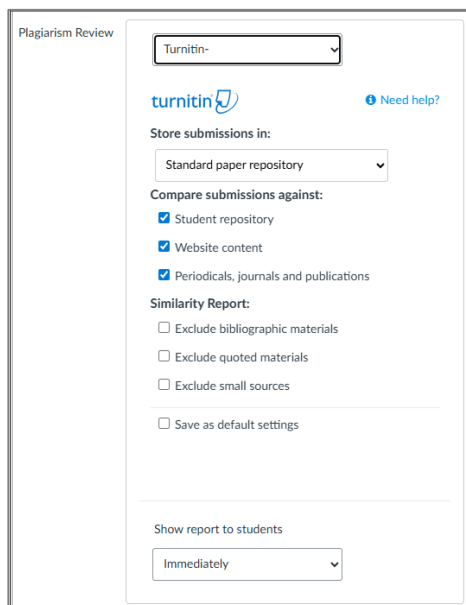 Plagiarism Review
Turnitin-
turnitin
Need help?
Store submissions in:
Standard paper repository
Compare submissions against:
Student repository
Website content
Periodicals, journals and publications
Similarity Report:
Exclude bibliographic materials
Exclude quoted materials
Exclude small sources
Save as default settings
Show report to students
Immediately